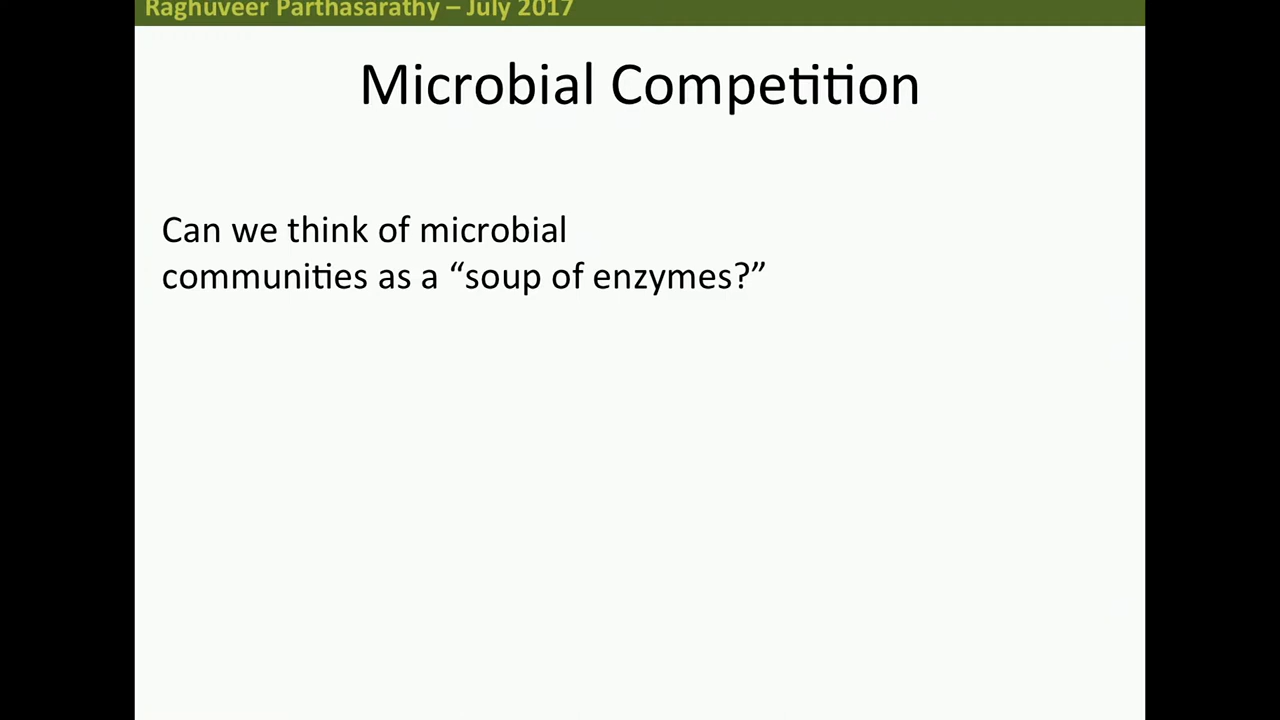 Raghuveer Parthasarathy – July 2017
Microbial Competition
Can we think of microbial
communities as a “soup of enzymes?”